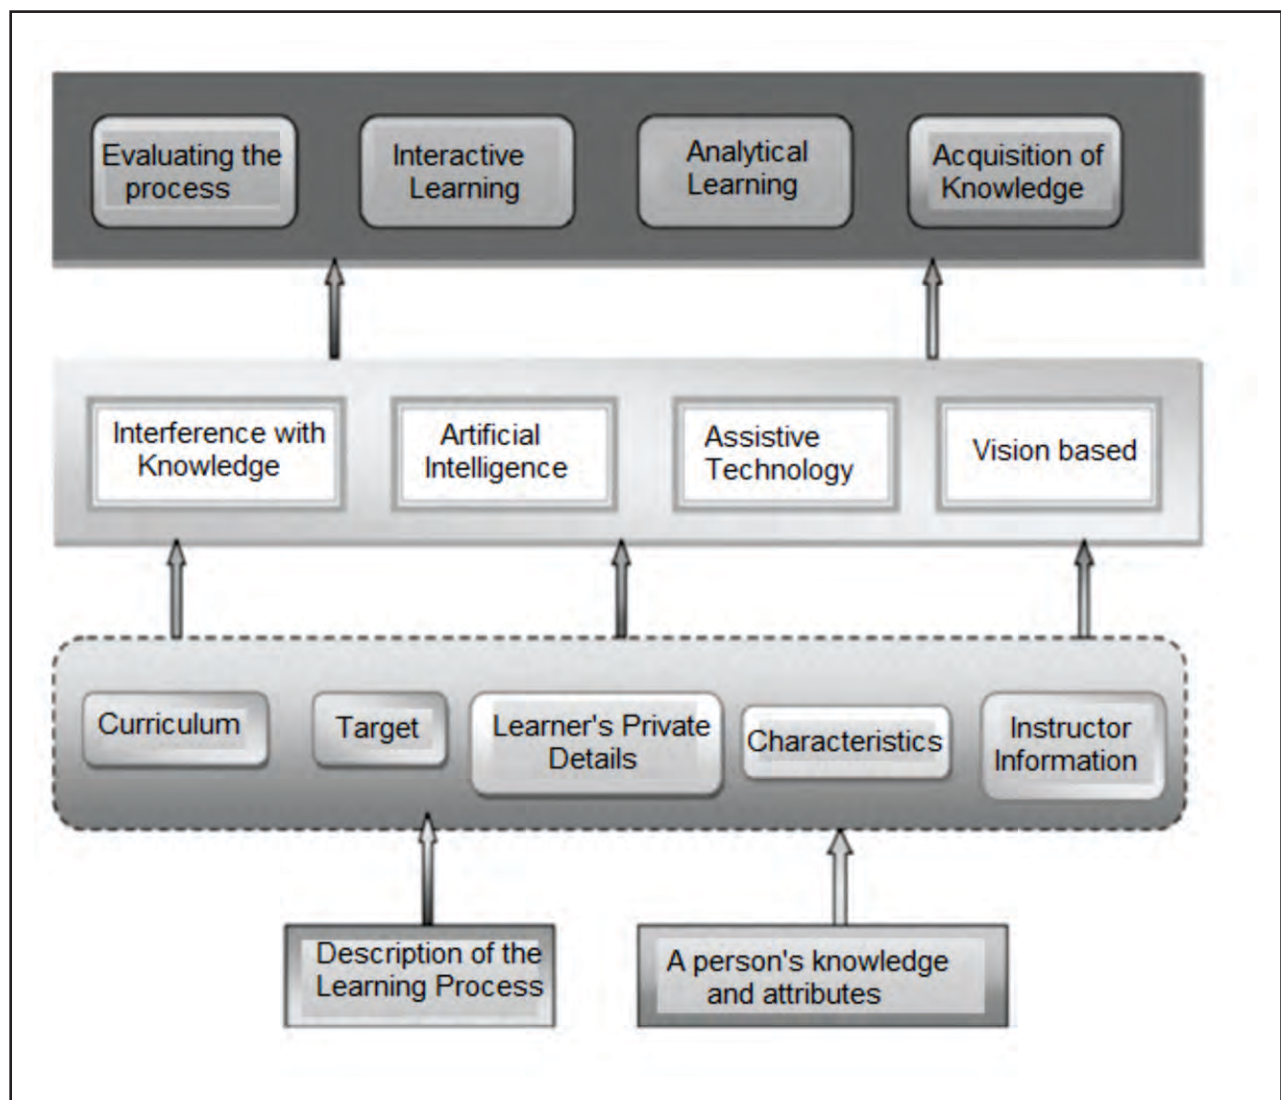 Evaluating the
process
Interactive
Learning
Analytical
Learning
Acquisition of
Knowledge
Interference with
Knowledge
Artificial
Intelligence
Assistive
Technology
Vision based
Curriculum
Target
Learner's Private
Details
Characteristics
Instructor
Information
Description of the
Learning Process
A person's knowledge
and attributes